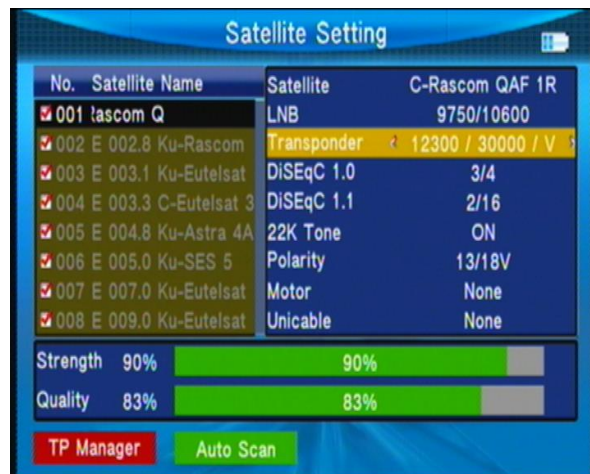 Satellite Setting
No. Satellite Name
001 Rascom Q
002 E 002.8 Ku-Rascom
003 E 003.1 Ku-Eutelsat
004 E 003.3 C-Eutelsat 3
005 E 004.8 Ku-Astra 4A
006 E 005.0 Ku-SES 5
007 E 007.0 Ku-Eutelsat
008 E 009.0 Ku-Eutelsat
Satellite C-Rascom QAF 1R
LNB 9750/10600
Transponder 12300 / 30000 / V
DiSEqC 1.0 3/4
DiSEqC 1.1 2/16
22K Tone ON
Polarity 13/18V
Motor None
Unicable None
Strength 90% 90%
Quality 83% 83%
TP Manager Auto Scan